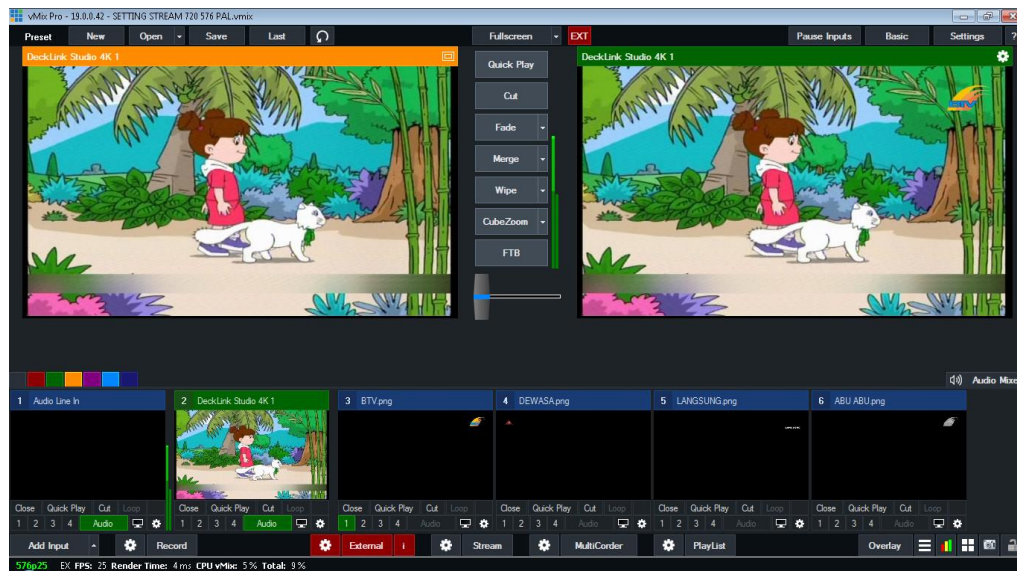 vMix Pro - 19.0.0.42 - SETTING STREAM 720 576 PAL.vmix
Preset New Open Save Last Fullscreen EXT Pause Inputs Basic Settings ?
DeckLink Studio 4K 1
DeckLink Studio 4K 1
BTV
Quick Play
Cut
Fade
Merge
Wipe
CubeZoom
FTB
Audio Mixe
1 Audio Line In 2 DeckLink Studio 4K 1 3 BTV.png 4 DEWASA.png 5 LANGSUNG.png 6 ABU ABU.png
Close Quick Play Cut Loop Close Quick Play Cut Loop Close Quick Play Cut Loop Close Quick Play Cut Loop Close Quick Play Cut Loop Close Quick Play Cut Loop
1 2 3 4 Audio 1 2 3 4 Audio 1 2 3 4 Audio 1 2 3 4 Audio 1 2 3 4 Audio 1 2 3 4 Audio
Add Input Record External i Stream MultiCorder PlayList Overlay
576p25 EX FPS: 25 Render Time: 4 ms CPU vMix: 5 % Total: 9 %